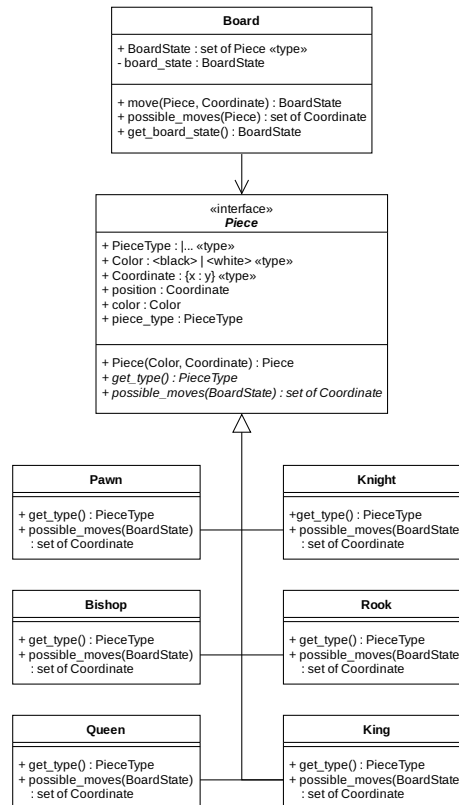 Board
+ BoardState : set of Piece «type»
- board_state : BoardState
+ move(Piece, Coordinate) : BoardState
+ possible_moves(Piece) : set of Coordinate
+ get_board_state() : BoardState
«interface»
Piece
+ PieceType : |... «type»
+ Color : <black> | <white> «type»
+ Coordinate : {x : y} «type»
+ position : Coordinate
+ color : Color
+ piece_type : PieceType
+ Piece(Color, Coordinate) : Piece
+ get_type() : PieceType
+ possible_moves(BoardState) : set of Coordinate
Pawn
+ get_type() : PieceType
+ possible_moves(BoardState)
: set of Coordinate
Knight
+get_type() : PieceType
+ possible_moves(BoardState)
: set of Coordinate
Bishop
+ get_type() : PieceType
+ possible_moves(BoardState)
: set of Coordinate
Rook
+ get_type() : PieceType
+ possible_moves(BoardState)
: set of Coordinate
Queen
+ get_type() : PieceType
+ possible_moves(BoardState)
: set of Coordinate
King
+ get_type() : PieceType
+ possible_moves(BoardState)
: set of Coordinate